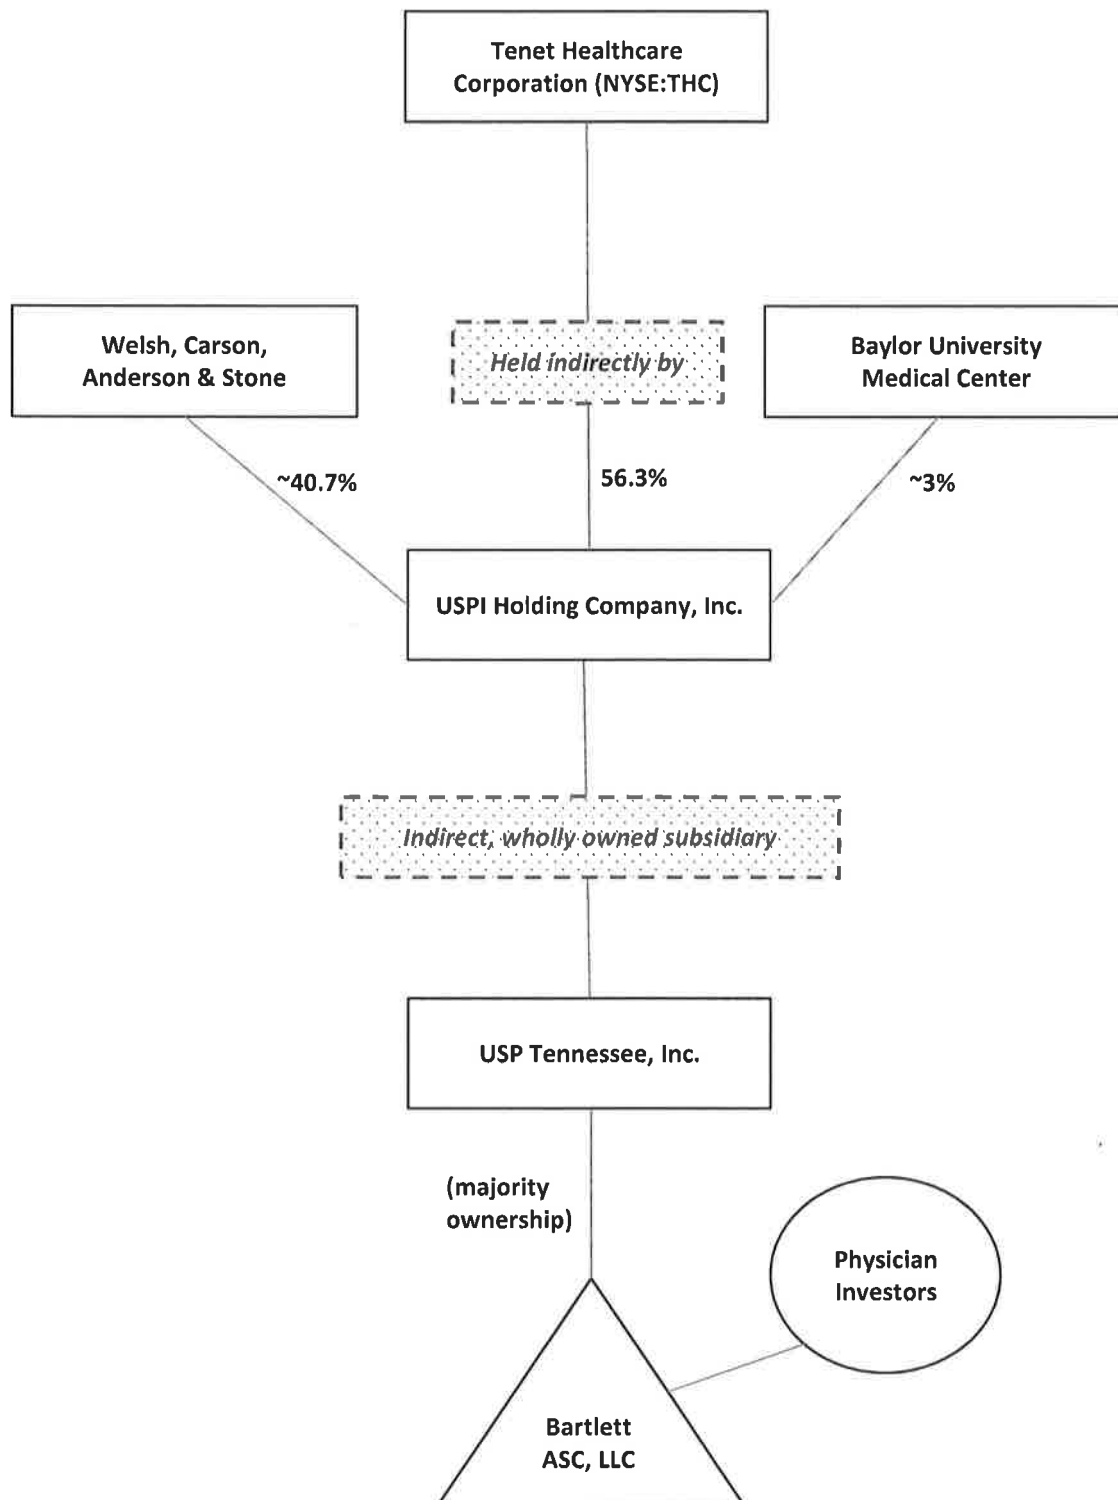 Tenet Healthcare
Corporation (NYSE:THC)
Welsh, Carson,
Anderson & Stone
Held indirectly by
Baylor University
Medical Center
~40.7%
56.3%
~3%
USPI Holding Company, Inc.
Indirect, wholly owned subsidiary
USP Tennessee, Inc.
(majority
ownership)
Physician
Investors
Bartlett
ASC, LLC